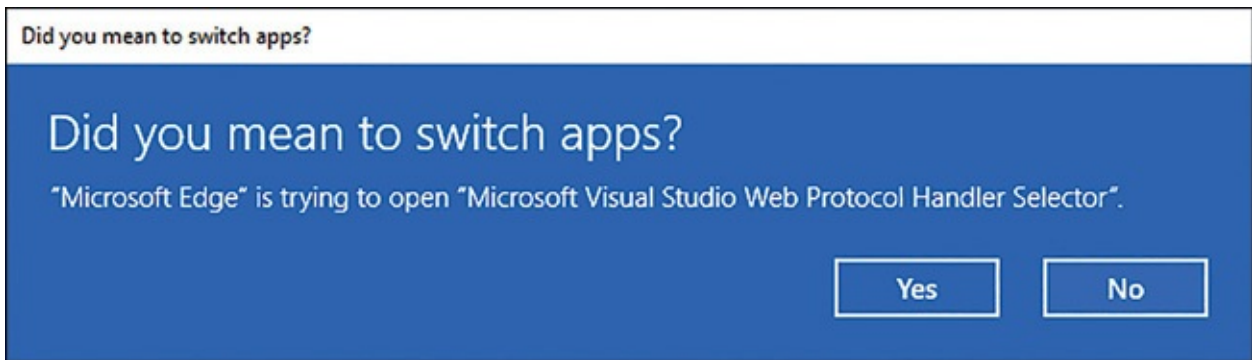 Did you mean to switch apps?
Did you mean to switch apps?
"Microsoft Edge" is trying to open "Microsoft Visual Studio Web Protocol Handler Selector".
Yes No